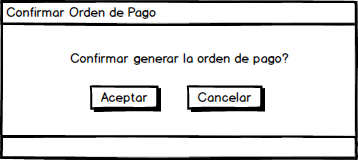 Confirmar Orden de Pago
Confirmar generar la orden de pago?
Aceptar
Cancelar